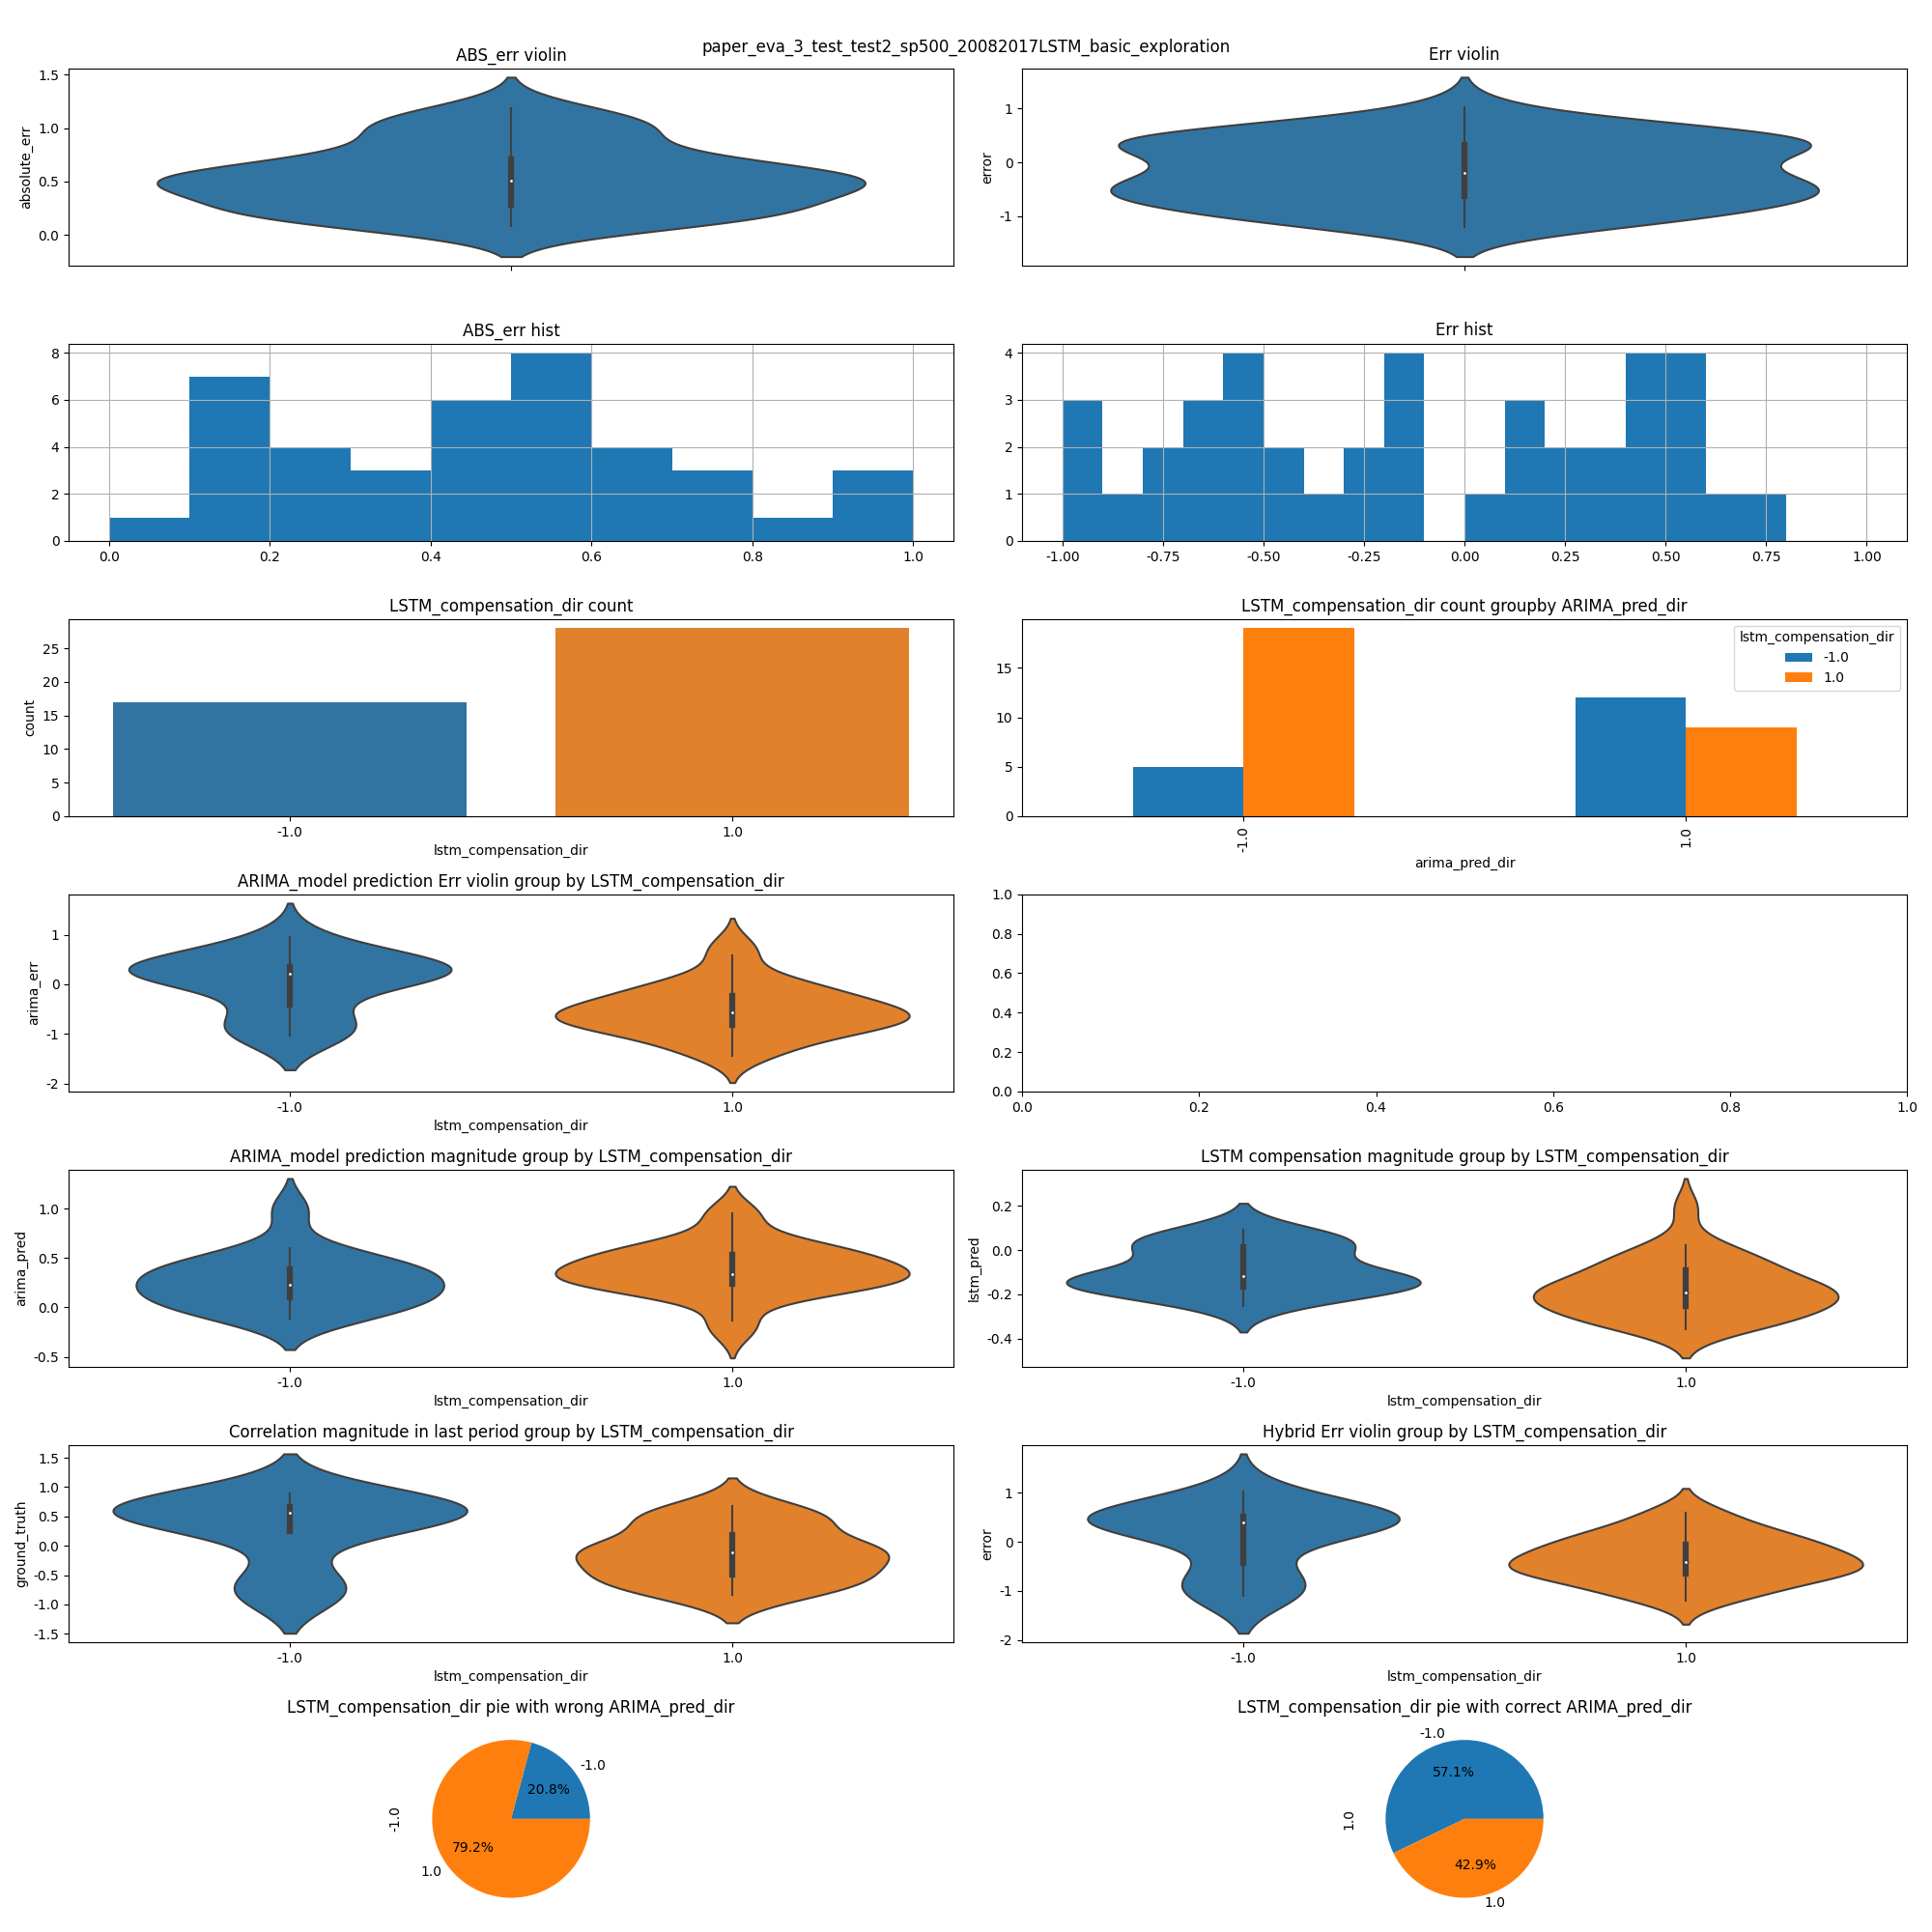 paper_eva_3_test_test2_sp500_20082017LSTM_basic_exploration
ABS_err violin
absolute_err
1.5
1.0
0.5
0.0
Err violin
error
1
0
-1
ABS_err hist
8
6
4
2
0
0.0 0.2 0.4 0.6 0.8 1.0
Err hist
4
3
2
1
0
-1.00 -0.75 -0.50 -0.25 0.00 0.25 0.50 0.75 1.00
LSTM_compensation_dir count
count
25
20
15
10
5
0
-1.0 1.0
lstm_compensation_dir
LSTM_compensation_dir count groupby ARIMA_pred_dir
15
10
5
0
lstm_compensation_dir
-1.0
1.0
-1.0 1.0
arima_pred_dir
ARIMA_model prediction Err violin group by LSTM_compensation_dir
arima_err
1
0
-1
-2
-1.0 1.0
lstm_compensation_dir
1.0
0.8
0.6
0.4
0.2
0.0
0.0 0.2 0.4 0.6 0.8 1.0
ARIMA_model prediction magnitude group by LSTM_compensation_dir
arima_pred
1.0
0.5
0.0
-0.5
-1.0 1.0
lstm_compensation_dir
LSTM compensation magnitude group by LSTM_compensation_dir
lstm_pred
0.2
0.0
-0.2
-0.4
-1.0 1.0
lstm_compensation_dir
Correlation magnitude in last period group by LSTM_compensation_dir
ground_truth
1.5
1.0
0.5
0.0
-0.5
-1.0
-1.5
-1.0 1.0
lstm_compensation_dir
Hybrid Err violin group by LSTM_compensation_dir
error
1
0
-1
-2
-1.0 1.0
lstm_compensation_dir
LSTM_compensation_dir pie with wrong ARIMA_pred_dir
-1.0
-1.0
20.8%
79.2%
1.0
LSTM_compensation_dir pie with correct ARIMA_pred_dir
-1.0
57.1%
1.0
42.9%
1.0